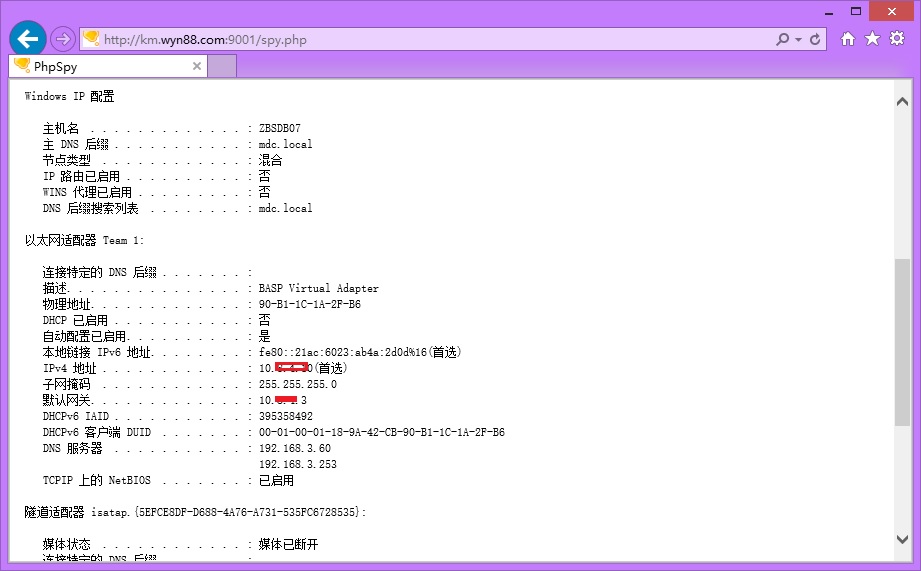 http://km.wyn88.com:9001/spy.php
PhpSpy
Windows IP 配置
主机名 . . . . . . . . . . . . . : ZBSDB07
主 DNS 后缀 . . . . . . . . . . . : mdc.local
节点类型 . . . . . . . . . . . . : 混合
IP 路由已启用 . . . . . . . . . . : 否
WINS 代理已启用 . . . . . . . . . : 否
DNS 后缀搜索列表 . . . . . . . . : mdc.local
以太网适配器 Team 1:
连接特定的 DNS 后缀 . . . . . . . :
描述. . . . . . . . . . . . . . . : BASP Virtual Adapter
物理地址. . . . . . . . . . . . . : 90-B1-1C-1A-2F-B6
DHCP 已启用 . . . . . . . . . . . : 否
自动配置已启用. . . . . . . . . . : 是
本地链接 IPv6 地址. . . . . . . . : fe80::21ac:6023:ab4a:2d0d%16(首选)
IPv4 地址 . . . . . . . . . . . . : 10. 0(首选)
子网掩码 . . . . . . . . . . . . : 255.255.255.0
默认网关. . . . . . . . . . . . . : 10. 3
DHCPv6 IAID . . . . . . . . . . . : 395358492
DHCPv6 客户端 DUID . . . . . . . : 00-01-00-01-18-9A-42-CB-90-B1-1C-1A-2F-B6
DNS 服务器 . . . . . . . . . . . : 192.168.3.60
192.168.3.253
TCPIP 上的 NetBIOS . . . . . . . : 已启用
隧道适配器 isatap.{5EFCE8DF-D688-4A76-A731-535FC6728535}:
媒体状态 . . . . . . . . . . . . : 媒体已断开
连接特定的 DNS 后缀 . . . . . . . :